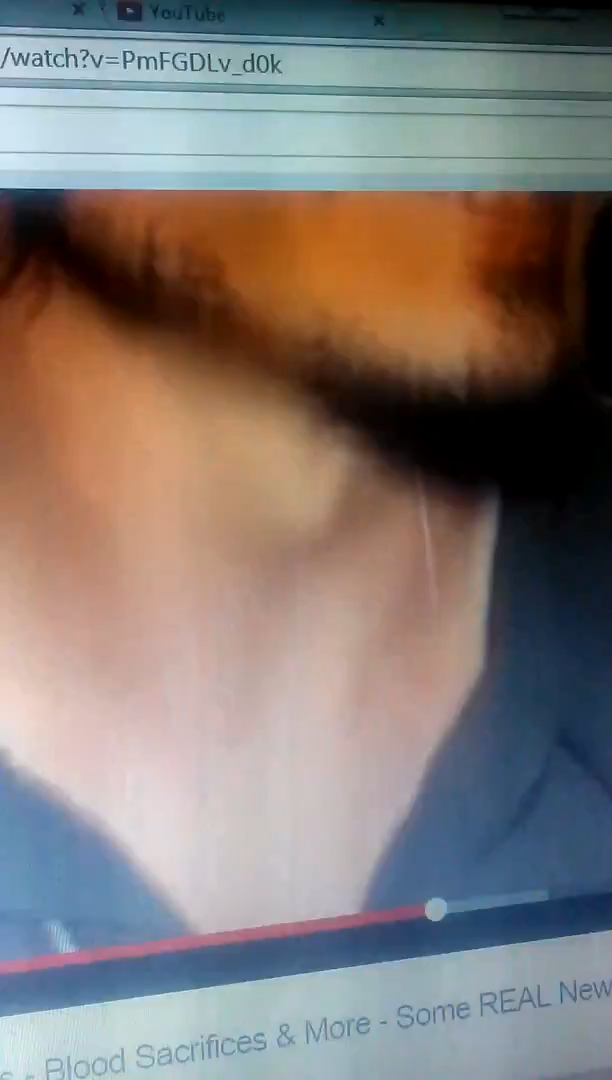 YouTube
/watch?v=PmFGDLv_d0k
- Blood Sacrifices & More - Some REAL New